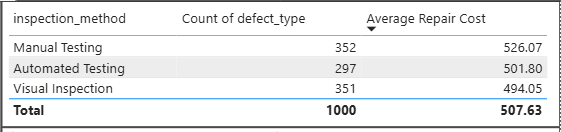 inspection_method Count of defect_type Average Repair Cost
Manual Testing 352 526.07
Automated Testing 297 501.80
Visual Inspection 351 494.05
Total 1000 507.63